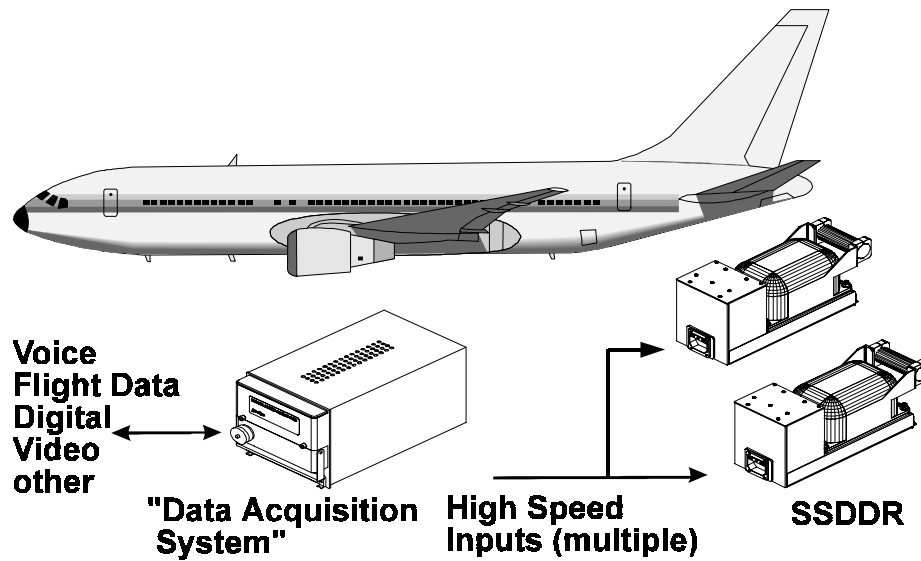 Voice
Flight Data
Digital
Video
other
"Data Acquisition
System"
High Speed
Inputs (multiple)
SSDDR